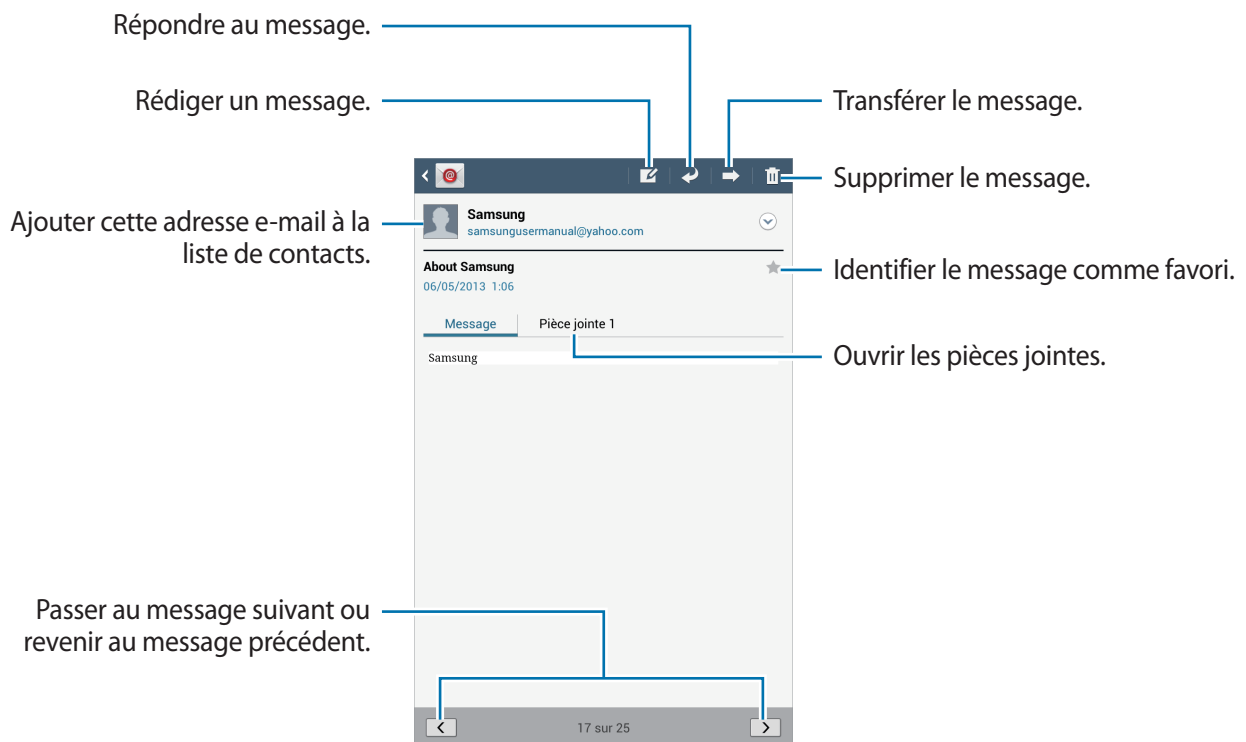 Répondre au message.
Rédiger un message.
Transférer le message.
Supprimer le message.
Ajouter cette adresse e-mail à la
liste de contacts.
Samsung
samsungusermanual@yahoo.com
About Samsung
06/05/2013 1:06
Identifier le message comme favori.
Message
Pièce jointe 1
Samsung
Ouvrir les pièces jointes.
Passer au message suivant ou
revenir au message précédent.
17 sur 25